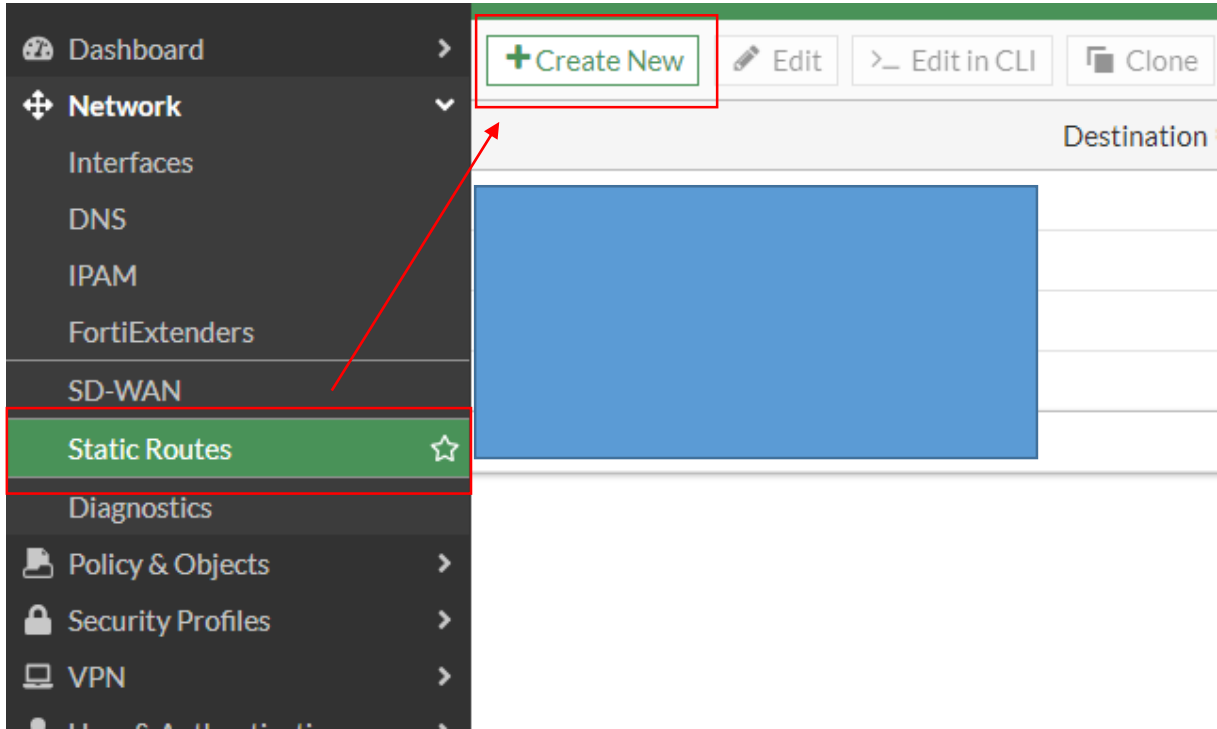 Dashboard
Network
Interfaces
DNS
IPAM
FortiExtenders
SD-WAN
Static Routes
Diagnostics
Policy & Objects
Security Profiles
VPN
Create New
Edit
>_ Edit in CLI
Clone
Destination